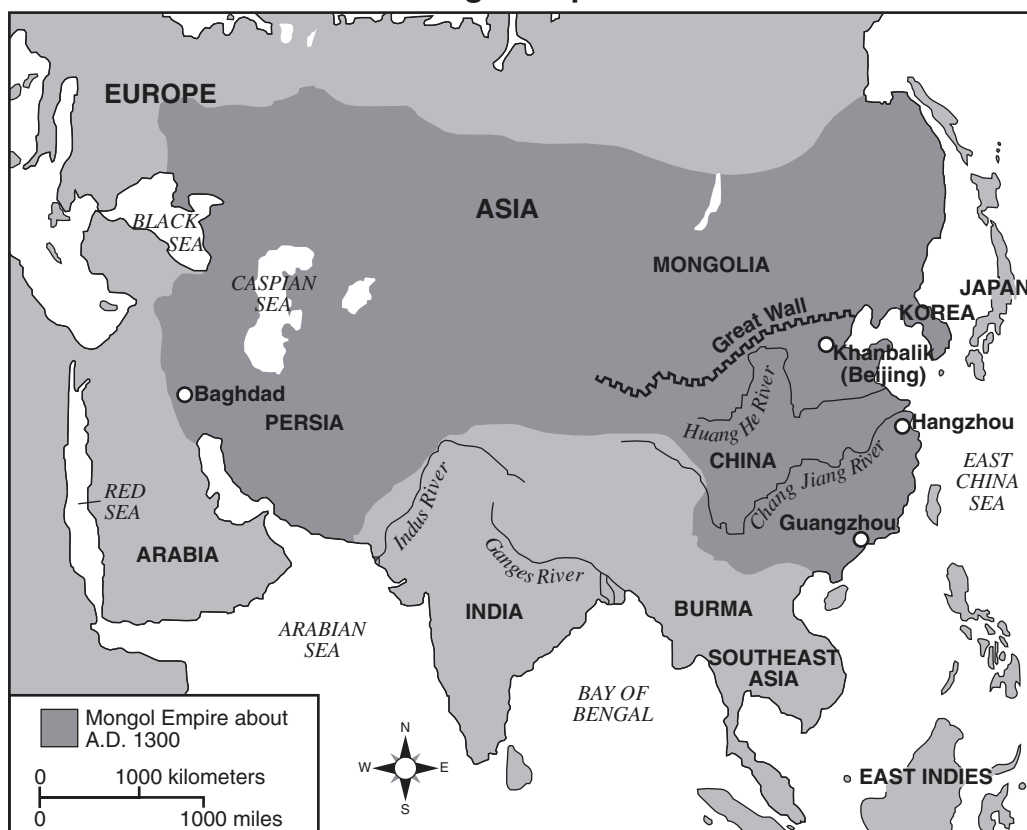 EUROPE
ASIA
BLACK
SEA
CASPIAN
SEA
MONGOLIA
JAPAN
KOREA
Great Wall
Khanbalik
(Beijing)
Baghdad
PERSIA
Huang He River
Hangzhou
CHINA
Chang Jiang River
EAST
CHINA
SEA
RED
SEA
Indus River
Guangzhou
ARABIA
Ganges River
INDIA
BURMA
ARABIAN
SEA
SOUTHEAST
ASIA
BAY OF
BENGAL
EAST INDIES
Mongol Empire about
A.D. 1300
0 1000 kilometers
0 1000 miles
N
W E
S